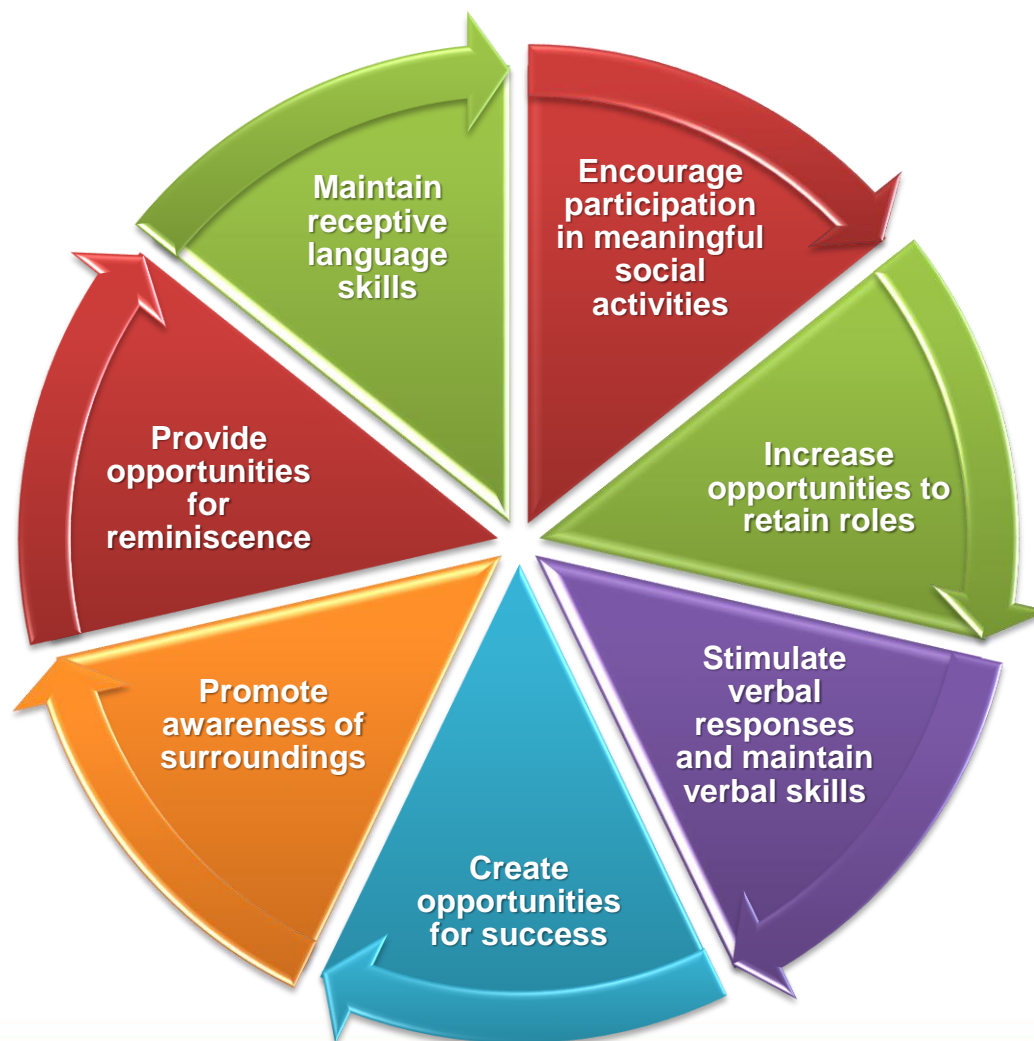 Encourage
participation
in meaningful
social
activities
Increase
opportunities to
retain roles
Stimulate
verbal
responses
and maintain
verbal skills
Create
opportunities
for success
Promote
awareness of
surroundings
Provide
opportunities
for
reminiscence
Maintain
receptive
language
skills